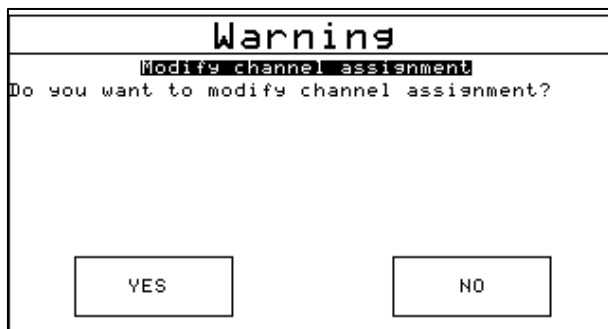 Warning
Modify channel assignment
Do you want to modify channel assignment?
YES NO